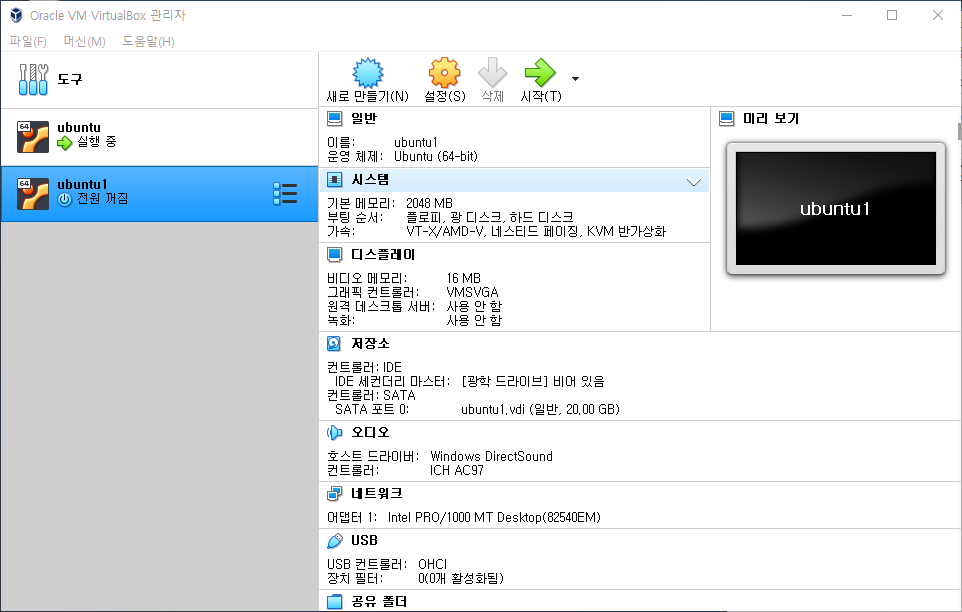 Oracle VM VirtualBox 관리자
파일(F) 머신(M) 도움말(H)
도구
64 ubuntu
실행 중
64 ubuntu1
전원 꺼짐
새로 만들기(N) 설정(S) 삭제 시작(T)
일반
이름: ubuntu1
운영 체제: Ubuntu (64-bit)
시스템
기본 메모리: 2048 MB
부팅 순서: 플로피, 광 디스크, 하드 디스크
가속: VT-X/AMD-V, 네스티드 페이징, KVM 반가상화
디스플레이
비디오 메모리: 16 MB
그래픽 컨트롤러: VMSVGA
원격 데스크톱 서버: 사용 안 함
녹화: 사용 안 함
미리 보기
ubuntu1
저장소
컨트롤러: IDE
IDE 세컨더리 마스터: [광학 드라이브] 비어 있음
컨트롤러: SATA
SATA 포트 0: ubuntu1.vdi (일반, 20.00 GB)
오디오
호스트 드라이버: Windows DirectSound
컨트롤러: ICH AC97
네트워크
어댑터 1: Intel PRO/1000 MT Desktop(82540EM)
USB
USB 컨트롤러: OHCI
장치 필터: 0(0개 활성화됨)
공유 폴더